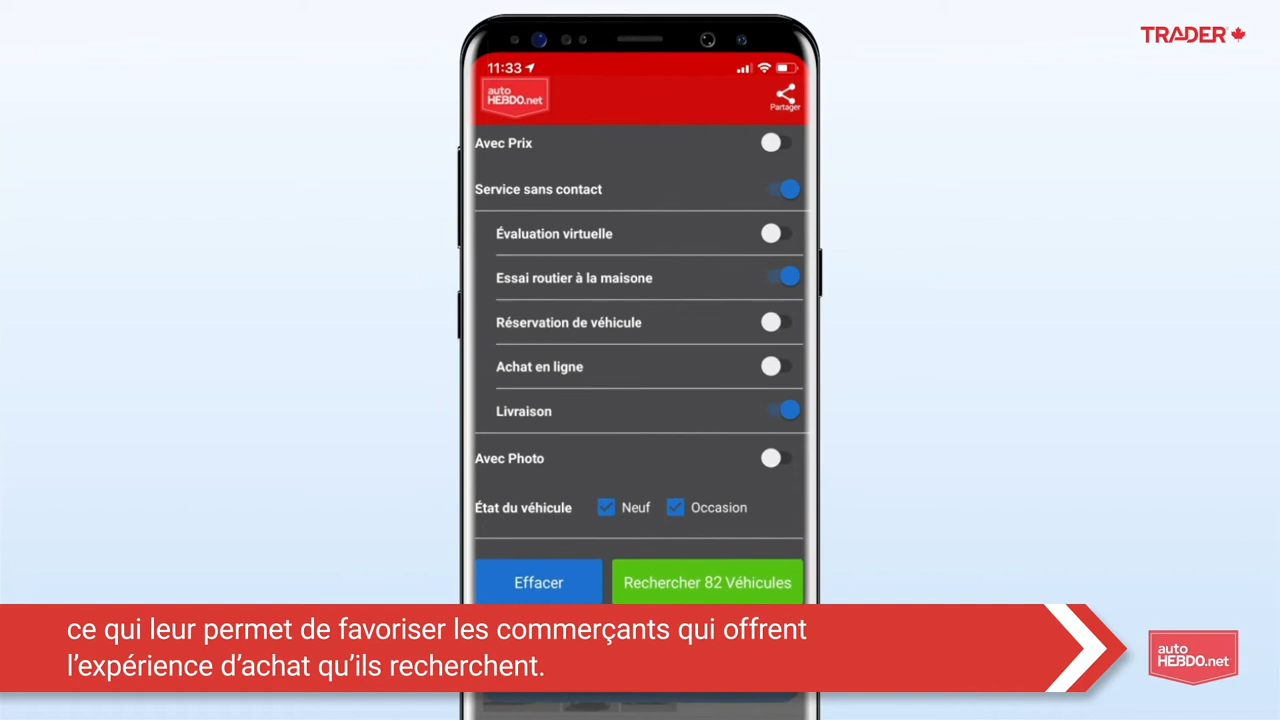 TRADER
11:33
auto
HEBDO.net
Partager
Avec Prix
Service sans contact
Évaluation virtuelle
Essai routier à la maisone
Réservation de véhicule
Achat en ligne
Livraison
Avec Photo
État du véhicule Neuf Occasion
Effacer Rechercher 82 Véhicules
ce qui leur permet de favoriser les commerçants qui offrent
l’expérience d’achat qu’ils recherchent.
auto
HEBDO.net